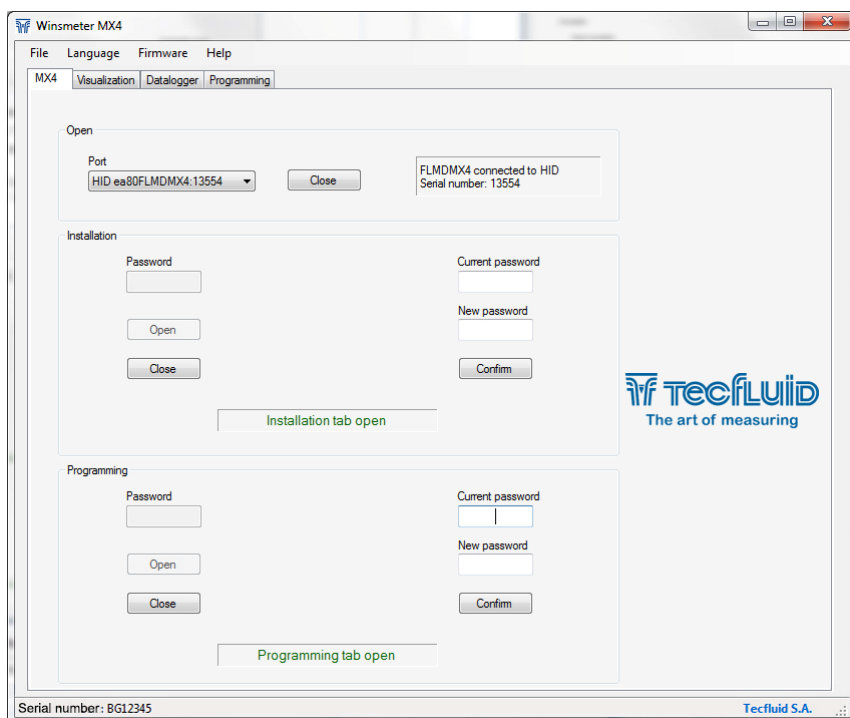 Winsmeter MX4
File Language Firmware Help
MX4 Visualization Datalogger Programming
Open
Port
HID ea80FLMDMX4:13554
Close
FLMDMX4 connected to HID
Serial number: 13554
Installation
Password
Current password
New password
Open
Close
Confirm
Installation tab open
Programming
Password
Current password
New password
Open
Close
Confirm
Programming tab open
TECFLUID
The art of measuring
Serial number: BG12345
Tecfluid S.A.